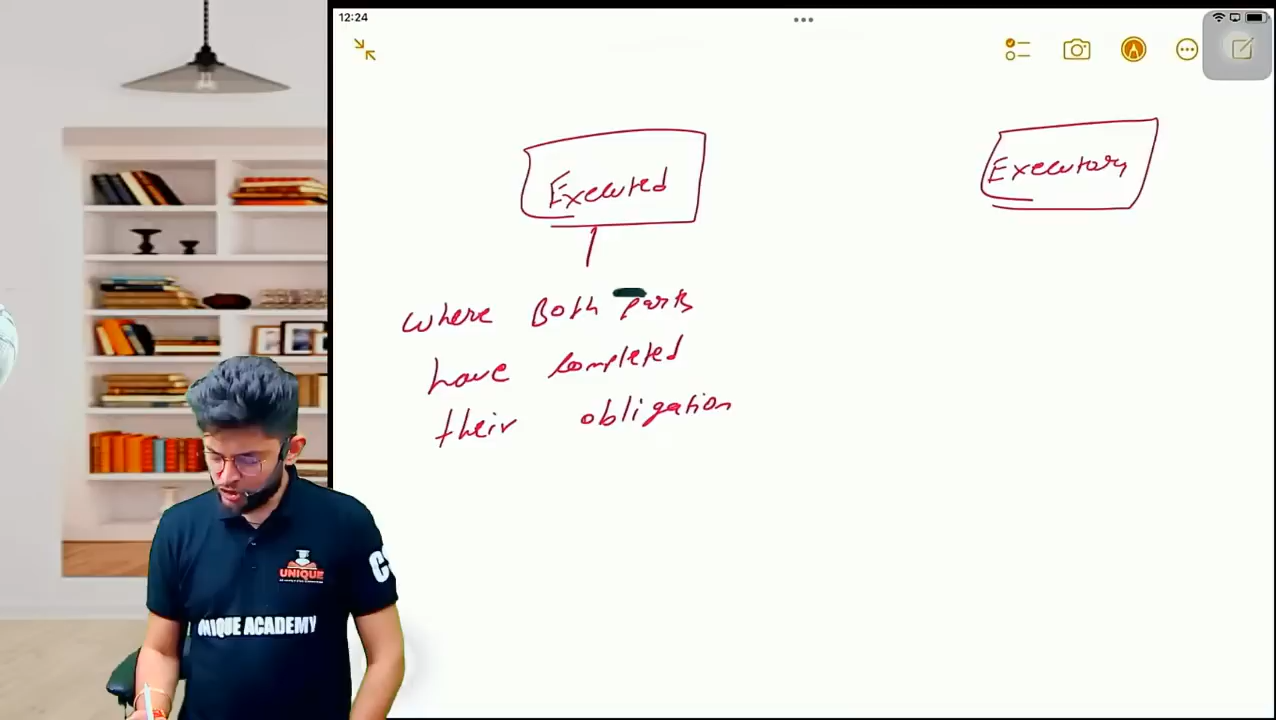 12:24
Executed
Executory
where Both parts
have completed
their obligation
UNIQUE
UNIQUE ACADEMY